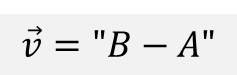 v⃗ = "B − A"